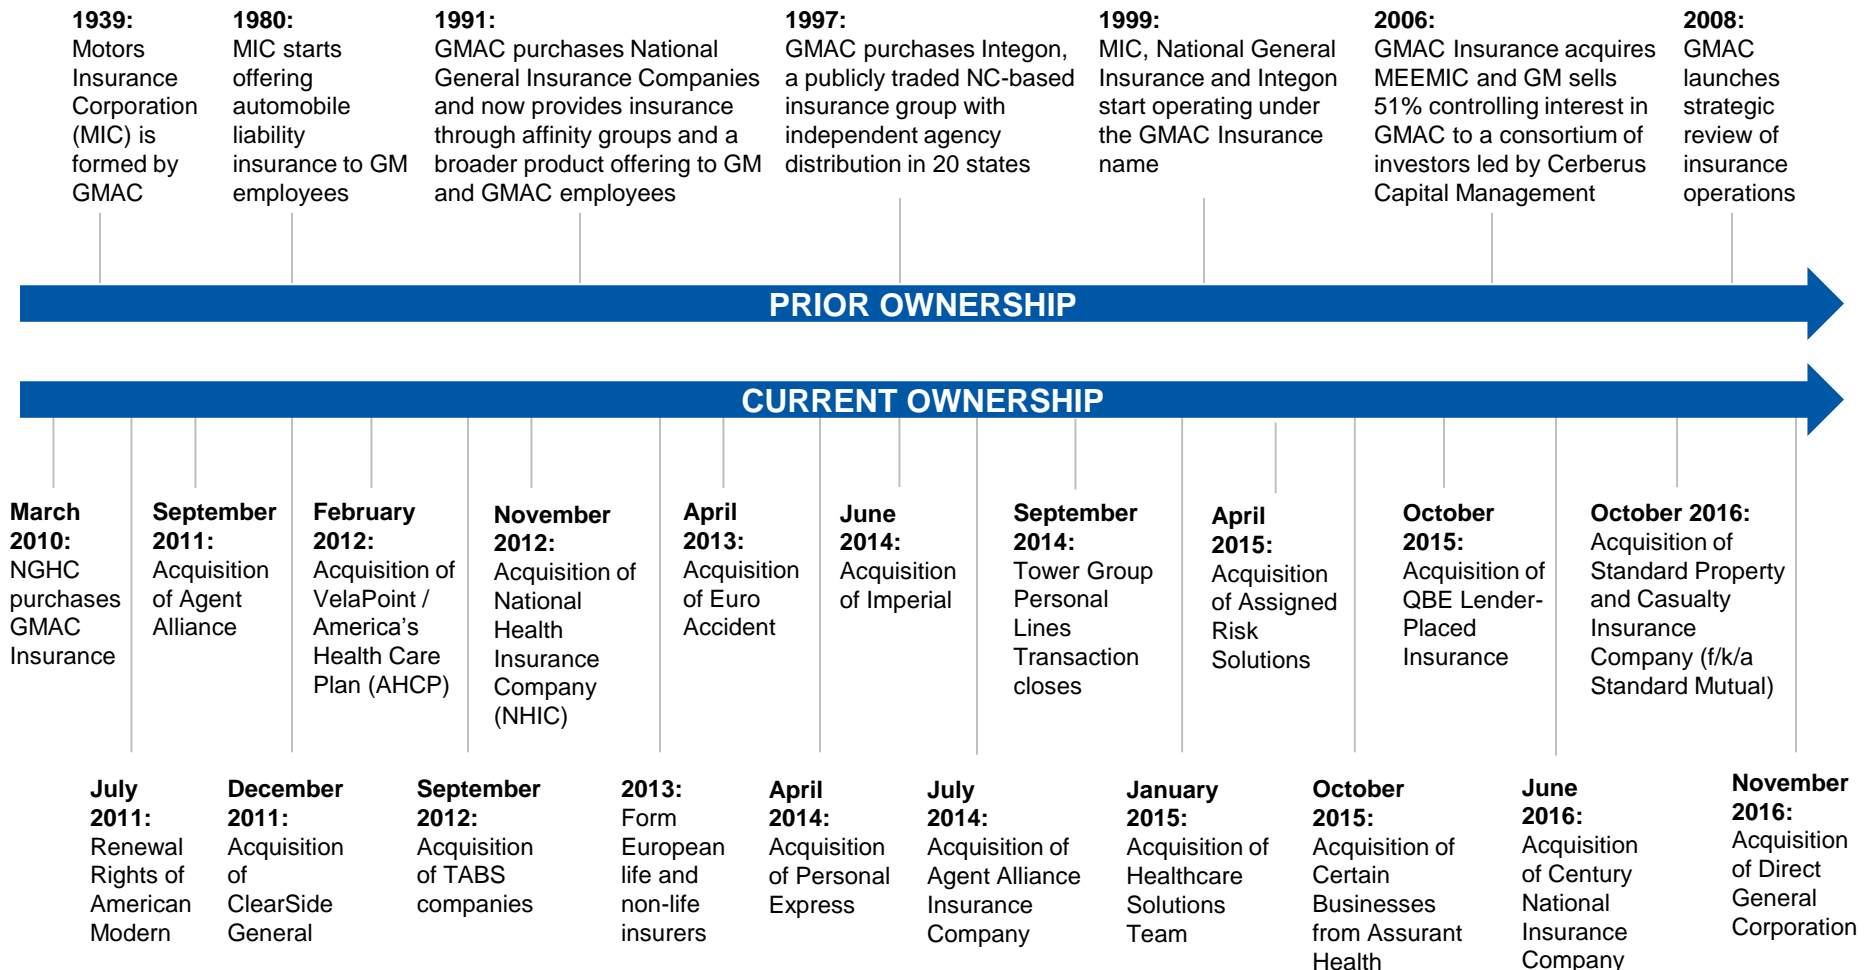 1939:
Motors
Insurance
Corporation
(MIC) is
formed by
GMAC
1980:
MIC starts
offering
automobile
liability
insurance to GM
employees
1991:
GMAC purchases National
General Insurance Companies
and now provides insurance
through affinity groups and a
broader product offering to GM
and GMAC employees
1997:
GMAC purchases Integon,
a publicly traded NC-based
insurance group with
independent agency
distribution in 20 states
1999:
MIC, National General
Insurance and Integon
start operating under
the GMAC Insurance
name
2006:
GMAC Insurance acquires
MEEMIC and GM sells
51% controlling interest in
GMAC to a consortium of
investors led by Cerberus
Capital Management
2008:
GMAC
launches
strategic
review of
insurance
operations
PRIOR OWNERSHIP
CURRENT OWNERSHIP
March
2010:
NGHC
purchases
GMAC
Insurance
September
2011:
Acquisition
of Agent
Alliance
February
2012:
Acquisition of
VelaPoint /
America’s
Health Care
Plan (AHCP)
November
2012:
Acquisition of
National
Health
Insurance
Company
(NHIC)
April
2013:
Acquisition
of Euro
Accident
June
2014:
Acquisition
of Imperial
September
2014:
Tower Group
Personal
Lines
Transaction
closes
April
2015:
Acquisition
of Assigned
Risk
Solutions
October
2015:
Acquisition of
QBE Lender-
Placed
Insurance
October 2016:
Acquisition of
Standard Property
and Casualty
Insurance
Company (f/k/a
Standard Mutual)
July
2011:
Renewal
Rights of
American
Modern
December
2011:
Acquisition
of
ClearSide
General
September
2012:
Acquisition
of TABS
companies
2013:
Form
European
life and
non-life
insurers
April
2014:
Acquisition
of Personal
Express
July
2014:
Acquisition of
Agent Alliance
Insurance
Company
January
2015:
Acquisition of
Healthcare
Solutions
Team
October
2015:
Acquisition of
Certain
Businesses
from Assurant
Health
June
2016:
Acquisition
of Century
National
Insurance
Company
November
2016:
Acquisition
of Direct
General
Corporation